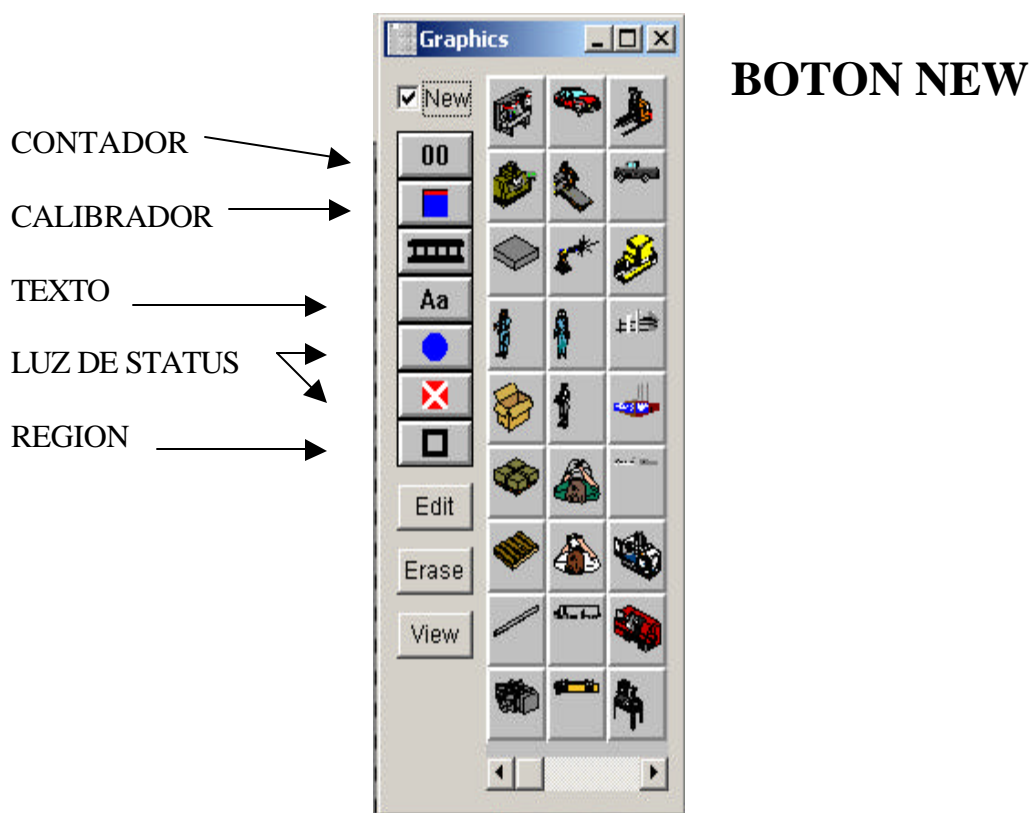 Graphics
BOTON NEW
New
CONTADOR
00
CALIBRADOR
TEXTO
Aa
LUZ DE STATUS
REGION
Edit
Erase
View